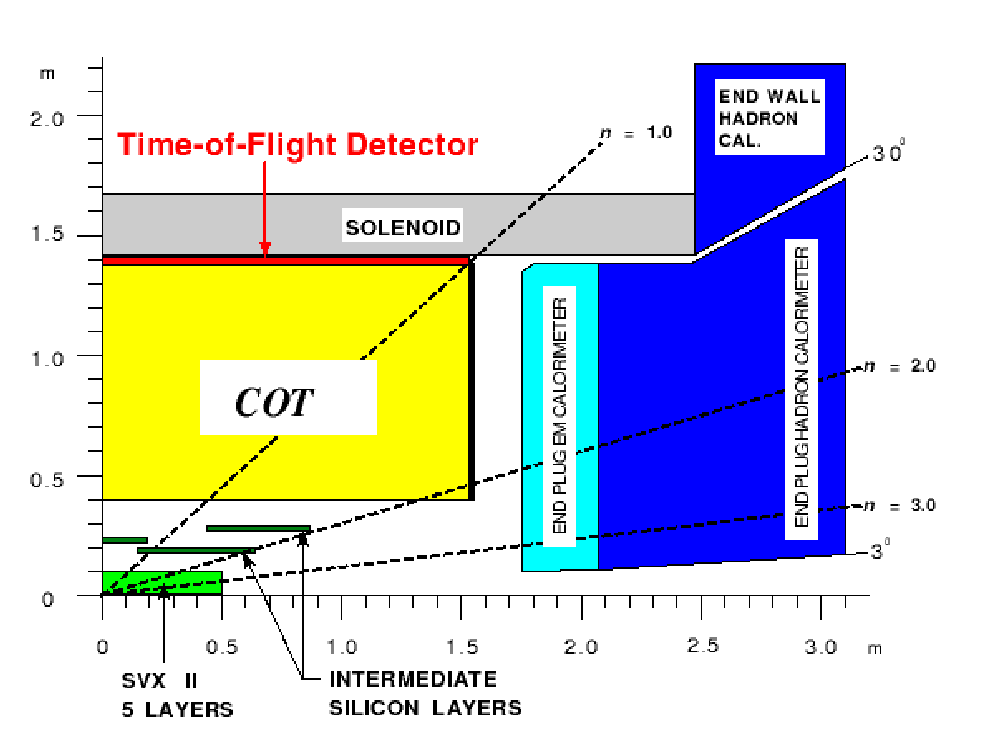 m
END WALL
HADRON
CAL.
2.0
Time-of-Flight Detector
n = 1.0
30°
SOLENOID
1.5
END PLUG EM CALORIMETER
END PLUG HADRON CALORIMETER
1.0
n = 2.0
COT
0.5
n = 3.0
3°
0
0
0.5
1.0
1.5
2.0
2.5
3.0
m
SVX II
5 LAYERS
INTERMEDIATE
SILICON LAYERS